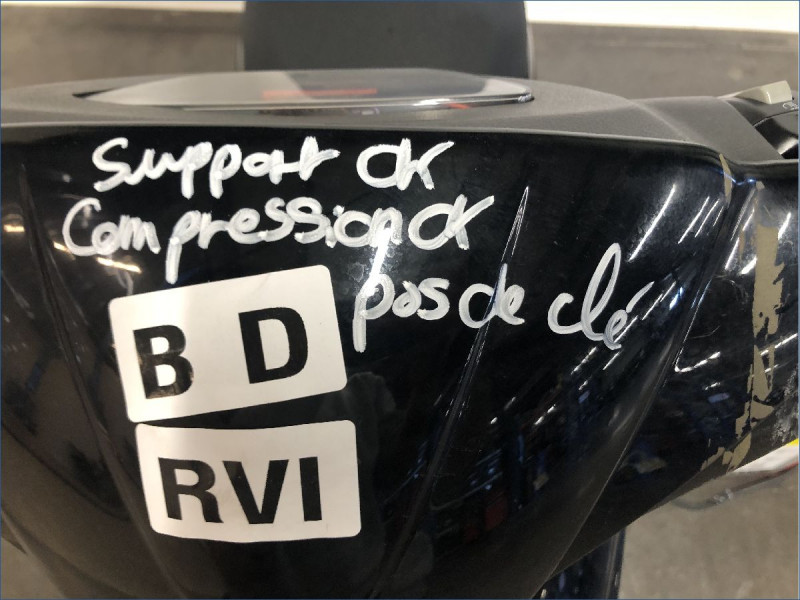 Support OK
Compression OK
pas de clé
B D
RVI